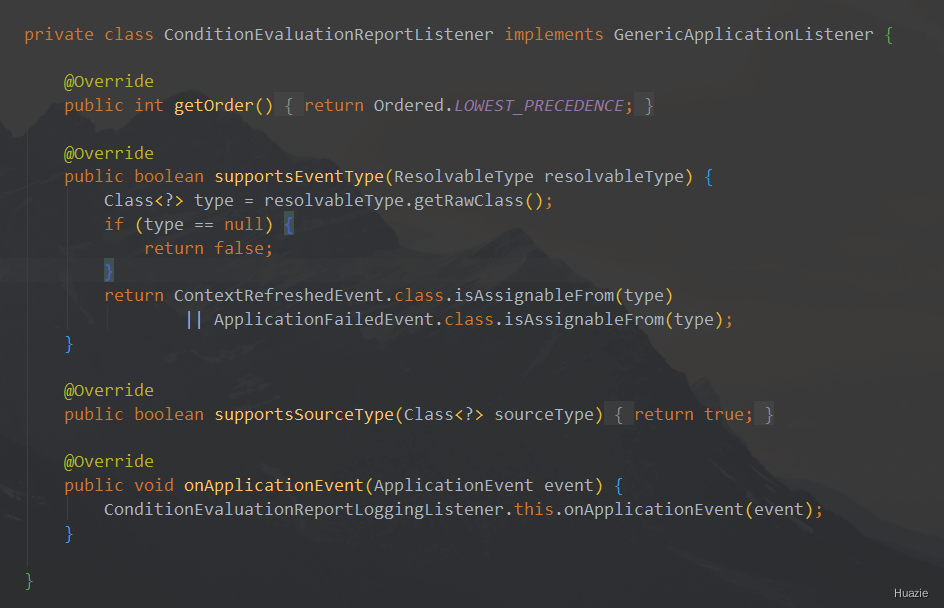 private class ConditionEvaluationReportListener implements GenericApplicationListener {
@Override
public int getOrder() { return Ordered.LOWEST_PRECEDENCE; }
@Override
public boolean supportsEventType(ResolvableType resolvableType) {
Class<?> type = resolvableType.getRawClass();
if (type == null) {
return false;
}
return ContextRefreshedEvent.class.isAssignableFrom(type)
|| ApplicationFailedEvent.class.isAssignableFrom(type);
}
@Override
public boolean supportsSourceType(Class<?> sourceType) { return true; }
@Override
public void onApplicationEvent(ApplicationEvent event) {
ConditionEvaluationReportLoggingListener.this.onApplicationEvent(event);
}
}
Huazie